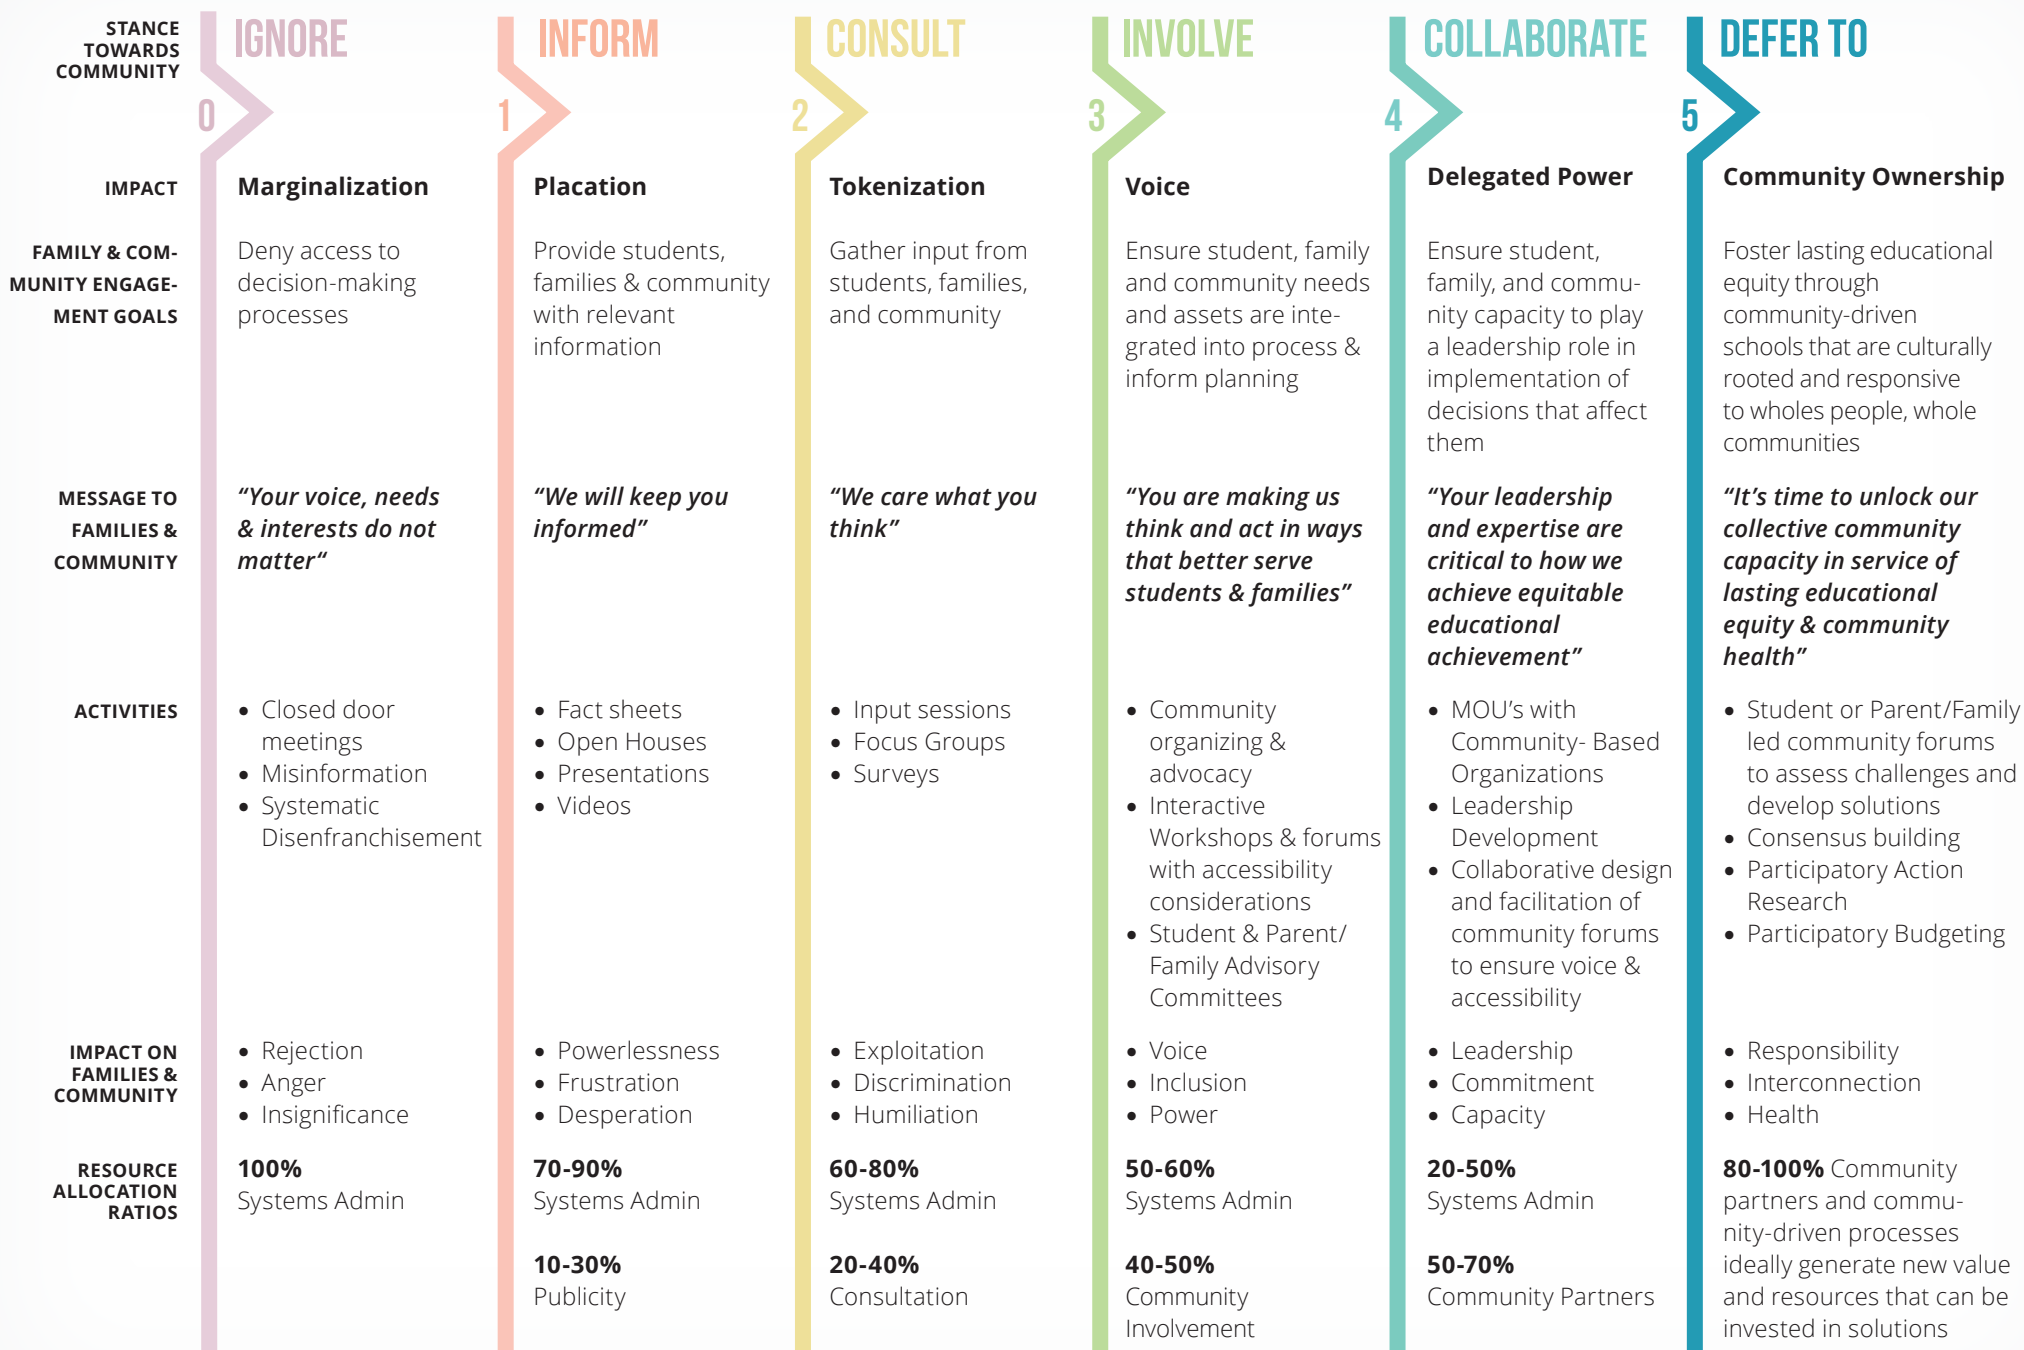 STANCE
TOWARDS
COMMUNITY
IGNORE
0
INFORM
1
CONSULT
2
INVOLVE
3
COLLABORATE
4
DEFER TO
5
IMPACT
Marginalization
Placation
Tokenization
Voice
Delegated Power
Community Ownership
FAMILY & COM-
MUNITY ENGAGE-
MENT GOALS
Deny access to
decision-making
processes
Provide students,
families & community
with relevant
information
Gather input from
students, families,
and community
Ensure student, family
and community needs
and assets are inte-
grated into process &
inform planning
Ensure student,
family, and commu-
nity capacity to play
a leadership role in
implementation of
decisions that affect
them
Foster lasting educational
equity through
community-driven
schools that are culturally
rooted and responsive
to wholes people, whole
communities
MESSAGE TO
FAMILIES &
COMMUNITY
“Your voice, needs
& interests do not
matter“
“We will keep you
informed”
“We care what you
think”
“You are making us
think and act in ways
that better serve
students & families”
“Your leadership
and expertise are
critical to how we
achieve equitable
educational
achievement”
“It’s time to unlock our
collective community
capacity in service of
lasting educational
equity & community
health”
ACTIVITIES
• Closed door
meetings
• Misinformation
• Systematic
Disenfranchisement
• Fact sheets
• Open Houses
• Presentations
• Videos
• Input sessions
• Focus Groups
• Surveys
• Community
organizing &
advocacy
• Interactive
Workshops & forums
with accessibility
considerations
• Student & Parent/
Family Advisory
Committees
• MOU’s with
Community- Based
Organizations
• Leadership
Development
• Collaborative design
and facilitation of
community forums
to ensure voice &
accessibility
• Student or Parent/Family
led community forums
to assess challenges and
develop solutions
• Consensus building
• Participatory Action
Research
• Participatory Budgeting
IMPACT ON
FAMILIES &
COMMUNITY
• Rejection
• Anger
• Insignificance
• Powerlessness
• Frustration
• Desperation
• Exploitation
• Discrimination
• Humiliation
• Voice
• Inclusion
• Power
• Leadership
• Commitment
• Capacity
• Responsibility
• Interconnection
• Health
RESOURCE
ALLOCATION
RATIOS
100%
Systems Admin
70-90%
Systems Admin
10-30%
Publicity
60-80%
Systems Admin
20-40%
Consultation
50-60%
Systems Admin
40-50%
Community
Involvement
20-50%
Systems Admin
50-70%
Community Partners
80-100% Community
partners and commu-
nity-driven processes
ideally generate new value
and resources that can be
invested in solutions